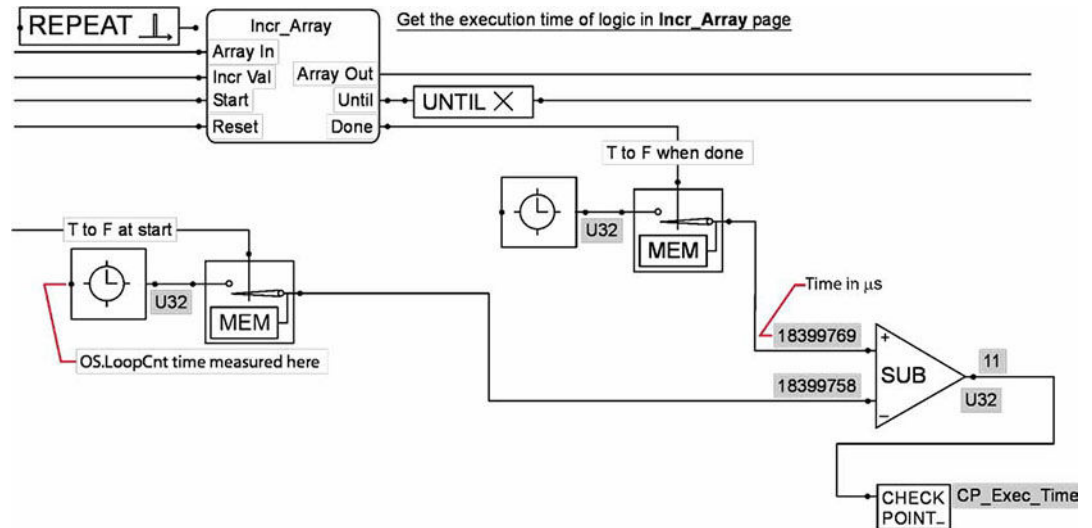 REPEAT
Incr_Array
Get the execution time of logic in Incr_Array page
Array In
Incr Val
Array Out
Start
Until
UNTIL
Reset
Done
T to F when done
U32
MEM
T to F at start
U32
MEM
Time in μs
OS.LoopCnt time measured here
18399769
+
11
SUB
18399758
−
U32
CHECK
POINT_
CP_Exec_Time